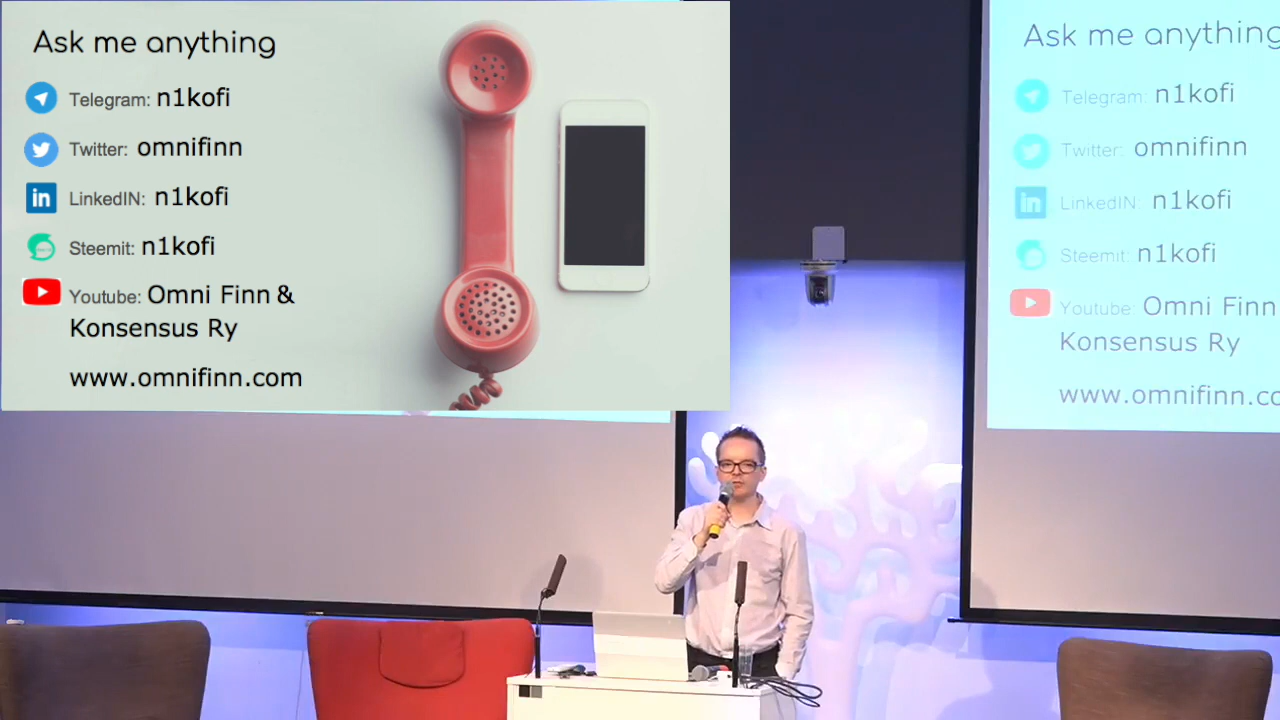 Ask me anything
Telegram: n1kofi
Twitter: omnifinn
LinkedIN: n1kofi
Steemit: n1kofi
Youtube: Omni Finn &
Konsensus Ry
www.omnifinn.com
Ask me anything
Telegram: n1kofi
Twitter: omnifinn
LinkedIN: n1kofi
Steemit: n1kofi
Youtube: Omni Finn
Konsensus Ry
www.omnifinn.co